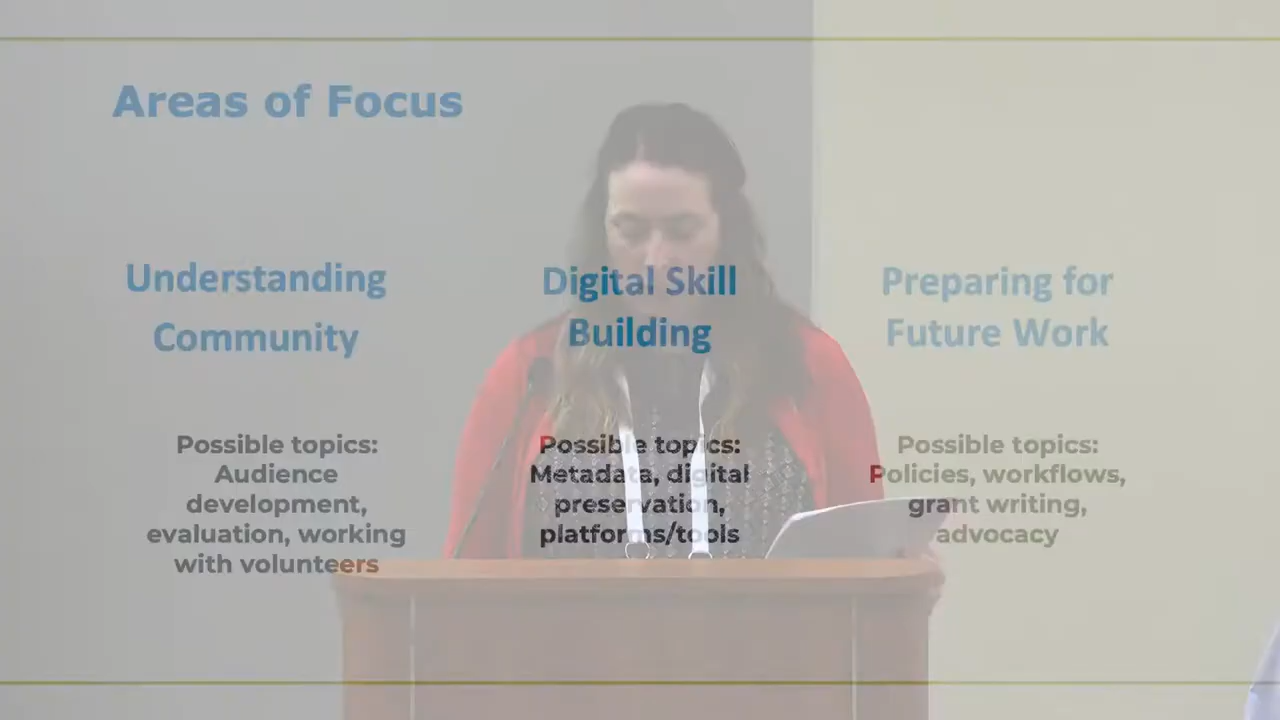 Areas of Focus
Understanding
Community
Possible topics:
Audience
development,
evaluation, working
with volunteers
Digital Skill
Building
Possible topics:
Metadata, digital
preservation,
platforms/tools
Preparing for
Future Work
Possible topics:
Policies, workflows,
grant writing,
advocacy